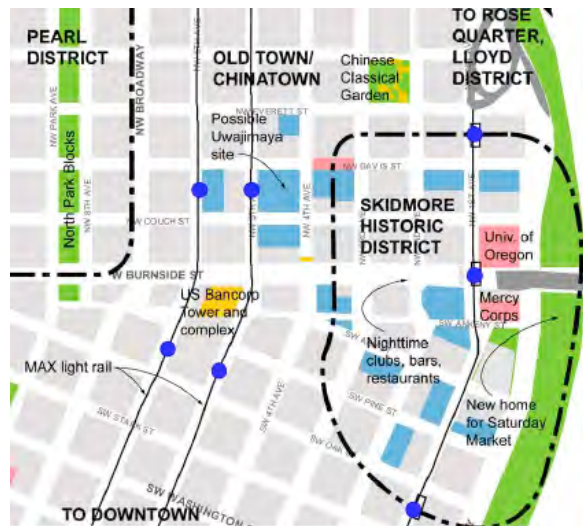 PEARL
DISTRICT
NW BROADWAY
NW 5TH AVE
OLD TOWN/
CHINATOWN
Chinese
Classical
Garden
TO ROSE
QUARTER,
LLOYD
DISTRICT
NW PARK AVE
North Park Blocks
NW 8TH AVE
NW EVERETT ST
Possible
Uwajimaya
site
NW DAVIS ST
NW 4TH AVE
NW 1ST AVE
SKIDMORE
HISTORIC
DISTRICT
NW COUCH ST
Univ. of
Oregon
W BURNSIDE ST
US Bancorp
Tower and
complex
Mercy
Corps
SW ANKENY ST
Nighttime
clubs, bars,
restaurants
MAX light rail
SW 4TH AVE
SW PINE ST
New home
for Saturday
Market
SW STARK ST
SW OAK
SW WASHINGTON
TO DOWNTOWN